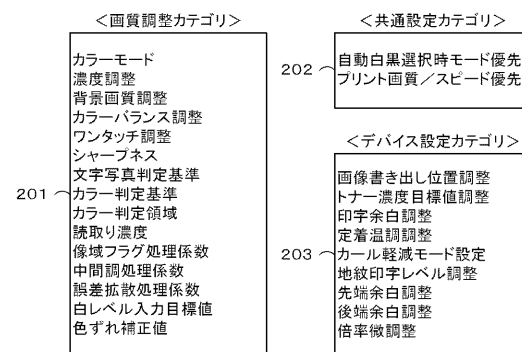 ＜画質調整カテゴリ＞
カラーモード
濃度調整
背景画質調整
カラーバランス調整
ワンタッチ調整
シャープネス
文字写真判定基準
201
カラー判定基準
カラー判定領域
読取り濃度
像域フラグ処理係数
中間調処理係数
誤差拡散処理係数
白レベル入力目標値
色ずれ補正値
＜共通設定カテゴリ＞
202
自動白黒選択時モード優先
プリント画質／スピード優先
＜デバイス設定カテゴリ＞
画像書き出し位置調整
トナー濃度目標値調整
印字余白調整
定着温調調整
203
カール軽減モード設定
地紋印字レベル調整
先端余白調整
後端余白調整
倍率微調整